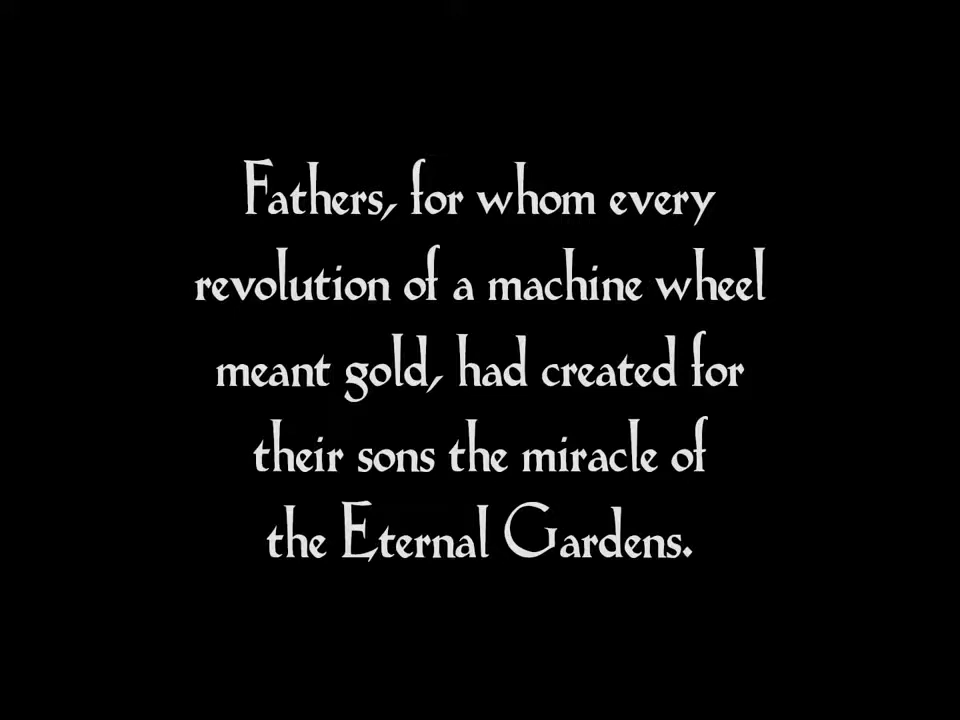 Fathers, for whom every
revolution of a machine wheel
meant gold, had created for
their sons the miracle of
the Eternal Gardens.